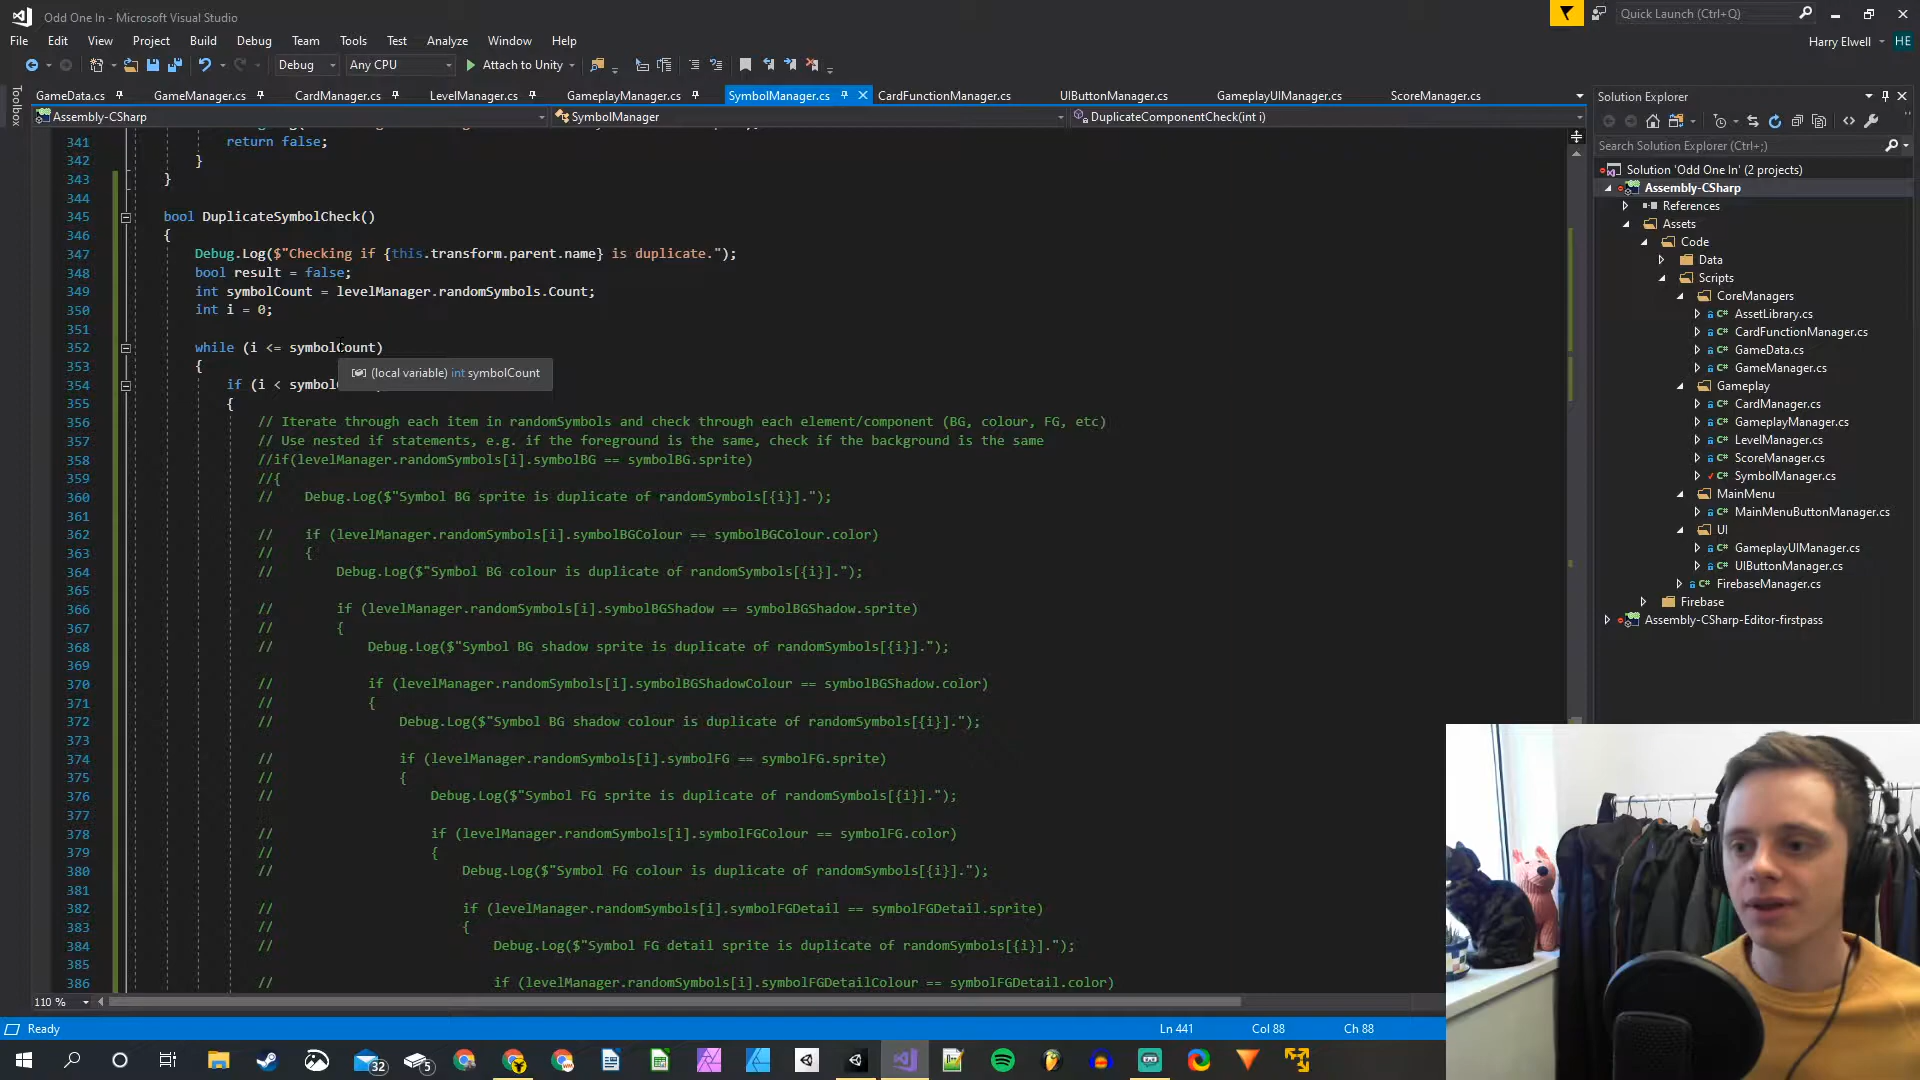 Odd One In - Microsoft Visual Studio
Quick Launch (Ctrl+Q)
File Edit View Project Build Debug Team Tools Test Analyze Window Help
Harry Elwell HE
Debug Any CPU Attach to Unity
Toolbox
GameData.cs GameManager.cs CardManager.cs LevelManager.cs GameplayManager.cs SymbolManager.cs CardFunctionManager.cs UIButtonManager.cs GameplayUIManager.cs ScoreManager.cs
Assembly-CSharp SymbolManager DuplicateComponentCheck(int i)
341 return false;
342 }
343 }
344
345 bool DuplicateSymbolCheck()
346 {
347 Debug.Log($"Checking if {this.transform.parent.name} is duplicate.");
348 bool result = false;
349 int symbolCount = levelManager.randomSymbols.Count;
350 int i = 0;
351
352 while (i <= symbolCount)
353 {
(local variable) int symbolCount
354 if (i < symbol
355 {
356 // Iterate through each item in randomSymbols and check through each element/component (BG, colour, FG, etc)
357 // Use nested if statements, e.g. if the foreground is the same, check if the background is the same
358 //if(levelManager.randomSymbols[i].symbolBG == symbolBG.sprite)
359 //{
360 // Debug.Log($"Symbol BG sprite is duplicate of randomSymbols[{i}].");
361
362 // if (levelManager.randomSymbols[i].symbolBGColour == symbolBGColour.color)
363 // {
364 // Debug.Log($"Symbol BG colour is duplicate of randomSymbols[{i}].");
365
366 // if (levelManager.randomSymbols[i].symbolBGShadow == symbolBGShadow.sprite)
367 // {
368 // Debug.Log($"Symbol BG shadow sprite is duplicate of randomSymbols[{i}].");
369
370 // if (levelManager.randomSymbols[i].symbolBGShadowColour == symbolBGShadow.color)
371 // {
372 // Debug.Log($"Symbol BG shadow colour is duplicate of randomSymbols[{i}].");
373
374 // if (levelManager.randomSymbols[i].symbolFG == symbolFG.sprite)
375 // {
376 // Debug.Log($"Symbol FG sprite is duplicate of randomSymbols[{i}].");
377
378 // if (levelManager.randomSymbols[i].symbolFGColour == symbolFG.color)
379 // {
380 // Debug.Log($"Symbol FG colour is duplicate of randomSymbols[{i}].");
381
382 // if (levelManager.randomSymbols[i].symbolFGDetail == symbolFGDetail.sprite)
383 // {
384 // Debug.Log($"Symbol FG detail sprite is duplicate of randomSymbols[{i}].");
385
386 // if (levelManager.randomSymbols[i].symbolFGDetailColour == symbolFGDetail.color)
110 %
Ready Ln 441 Col 88 Ch 88
Solution Explorer
Search Solution Explorer (Ctrl+;)
Solution 'Odd One In' (2 projects)
Assembly-CSharp
References
Assets
Code
Data
Scripts
CoreManagers
AssetLibrary.cs
CardFunctionManager.cs
GameData.cs
GameManager.cs
Gameplay
CardManager.cs
GameplayManager.cs
LevelManager.cs
ScoreManager.cs
SymbolManager.cs
MainMenu
MainMenuButtonManager.cs
UI
GameplayUIManager.cs
UIButtonManager.cs
FirebaseManager.cs
Firebase
Assembly-CSharp-Editor-firstpass
32 5